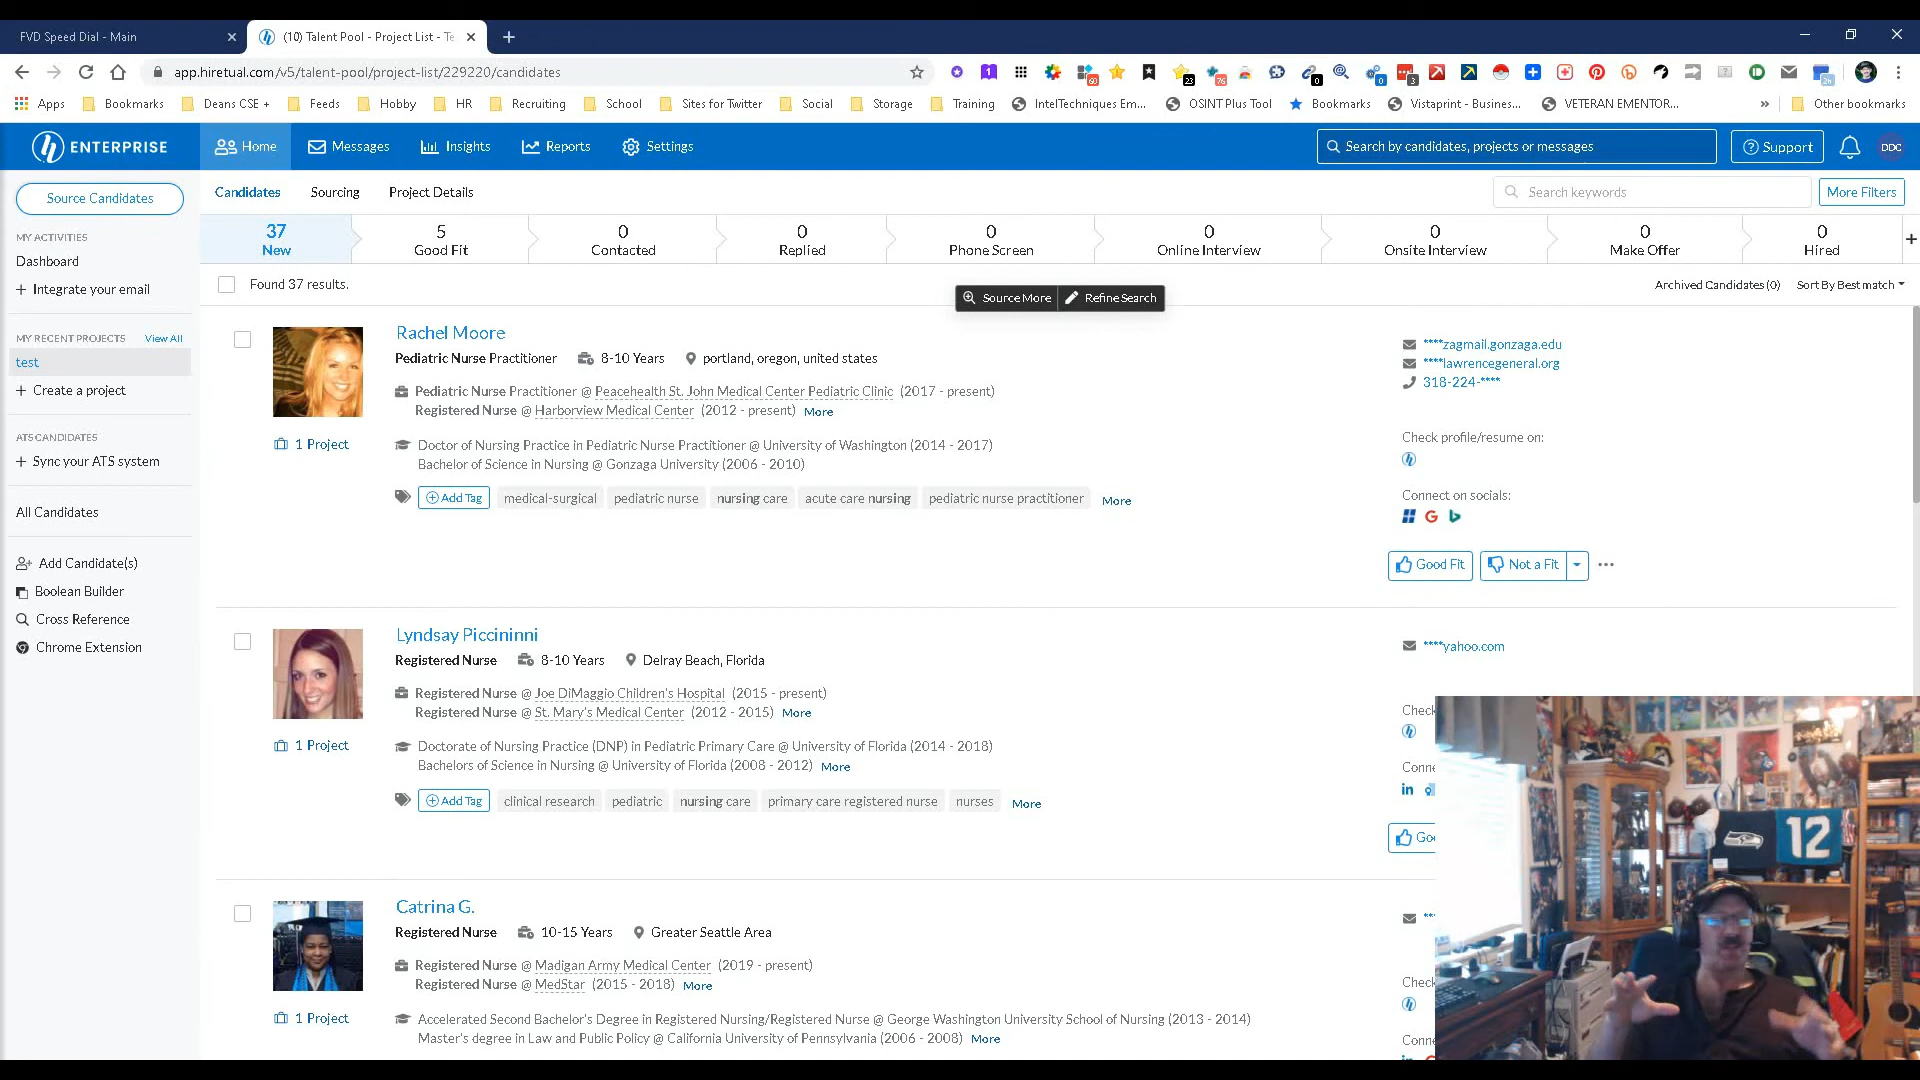 FVD Speed Dial - Main
(10) Talent Pool - Project List - Te
app.hiretual.com/v5/talent-pool/project-list/229220/candidates
Apps Bookmarks Deans CSE + Feeds Hobby HR Recruiting School Sites for Twitter Social Storage Training IntelTechniques Em... OSINT Plus Tool Bookmarks Vistaprint - Busines... VETERAN EMENTOR... » Other bookmarks
ENTERPRISE
Home Messages Insights Reports Settings
Search by candidates, projects or messages
Support
DDC
Source Candidates
MY ACTIVITIES
Dashboard
+ Integrate your email
MY RECENT PROJECTS View All
test
+ Create a project
ATS CANDIDATES
+ Sync your ATS system
All Candidates
Add Candidate(s)
Boolean Builder
Cross Reference
Chrome Extension
Candidates Sourcing Project Details
Search keywords
More Filters
37 5 0 0 0 0 0 0 0
New Good Fit Contacted Replied Phone Screen Online Interview Onsite Interview Make Offer Hired +
Found 37 results.
Source More Refine Search
Archived Candidates (0) Sort By Best match
Rachel Moore
Pediatric Nurse Practitioner 8-10 Years portland, oregon, united states
Pediatric Nurse Practitioner @ Peacehealth St. John Medical Center Pediatric Clinic (2017 - present)
Registered Nurse @ Harborview Medical Center (2012 - present) More
1 Project
Doctor of Nursing Practice in Pediatric Nurse Practitioner @ University of Washington (2014 - 2017)
Bachelor of Science in Nursing @ Gonzaga University (2006 - 2010)
Add Tag medical-surgical pediatric nurse nursing care acute care nursing pediatric nurse practitioner More
****zagmail.gonzaga.edu
****lawrencegeneral.org
318-224-****
Check profile/resume on:
Connect on socials:
Good Fit Not a Fit
Lyndsay Piccininni
Registered Nurse 8-10 Years Delray Beach, Florida
Registered Nurse @ Joe DiMaggio Children's Hospital (2015 - present)
Registered Nurse @ St. Mary's Medical Center (2012 - 2015) More
1 Project
Doctorate of Nursing Practice (DNP) in Pediatric Primary Care @ University of Florida (2014 - 2018)
Bachelors of Science in Nursing @ University of Florida (2008 - 2012) More
Add Tag clinical research pediatric nursing care primary care registered nurse nurses More
****yahoo.com
Check
Conne
Goo
12
Catrina G.
Registered Nurse 10-15 Years Greater Seattle Area
Registered Nurse @ Madigan Army Medical Center (2019 - present)
Registered Nurse @ MedStar (2015 - 2018) More
1 Project
Accelerated Second Bachelor's Degree in Registered Nursing/Registered Nurse @ George Washington University School of Nursing (2013 - 2014)
Master's degree in Law and Public Policy @ California University of Pennsylvania (2006 - 2008) More
**
Check
Conne